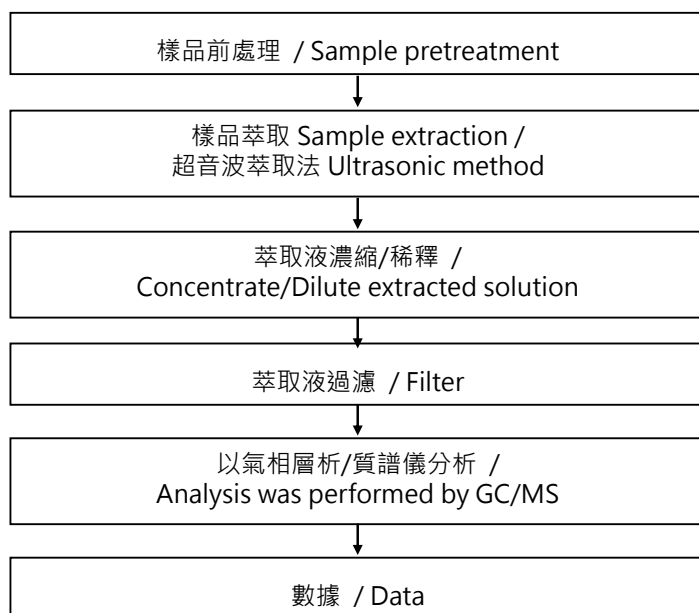 樣品前處理 / Sample pretreatment
樣品萃取 Sample extraction /
超音波萃取法 Ultrasonic method
萃取液濃縮/稀釋 /
Concentrate/Dilute extracted solution
萃取液過濾 / Filter
以氣相層析/質譜儀分析 /
Analysis was performed by GC/MS
數據 / Data